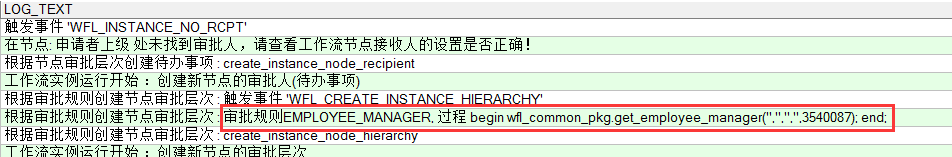 LOG_TEXT
触发事件 'WFL_INSTANCE_NO_RCPT'
在节点: 申请者上级 处未找到审批人，请查看工作流节点接收人的设置是否正确！
根据节点审批层次创建待办事项 : create_instance_node_recipient
工作流实例运行开始 ：创建新节点的审批人(待办事项)
根据审批规则创建节点审批层次 : 触发事件 'WFL_CREATE_INSTANCE_HIERARCHY'
根据审批规则创建节点审批层次 : 审批规则EMPLOYEE_MANAGER, 过程 begin wfl_common_pkg.get_employee_manager('','','','',3540087); end;
根据审批规则创建节点审批层次 : create_instance_node_hierarchy
工作流实例运行开始 ：创建新节点的审批层次